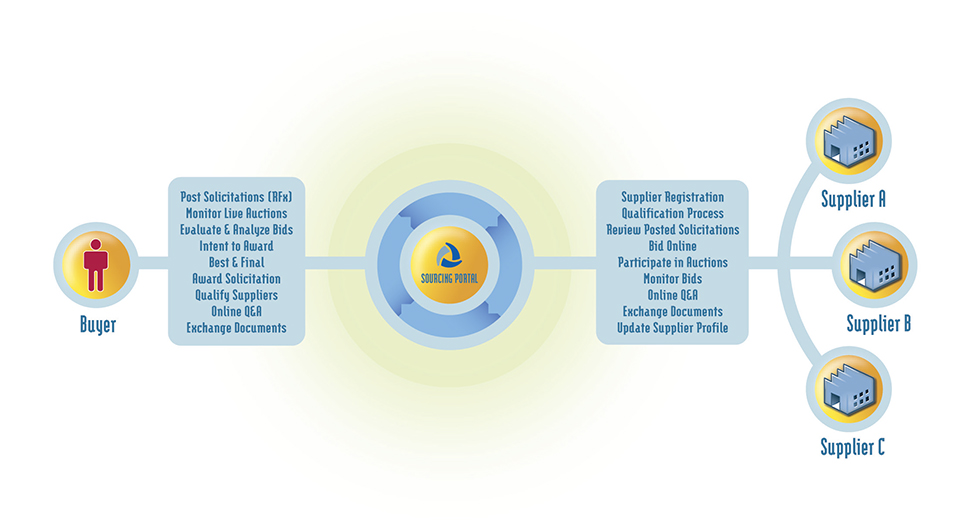 Post Solicitations (RFx)
Monitor Live Auctions
Evaluate & Analyze Bids
Intent to Award
Best & Final
Award Solicitation
Qualify Suppliers
Online Q&A
Exchange Documents
Buyer
SOURCING PORTAL
Supplier Registration
Qualification Process
Review Posted Solicitations
Bid Online
Participate in Auctions
Monitor Bids
Online Q&A
Exchange Documents
Update Supplier Profile
Supplier A
Supplier B
Supplier C